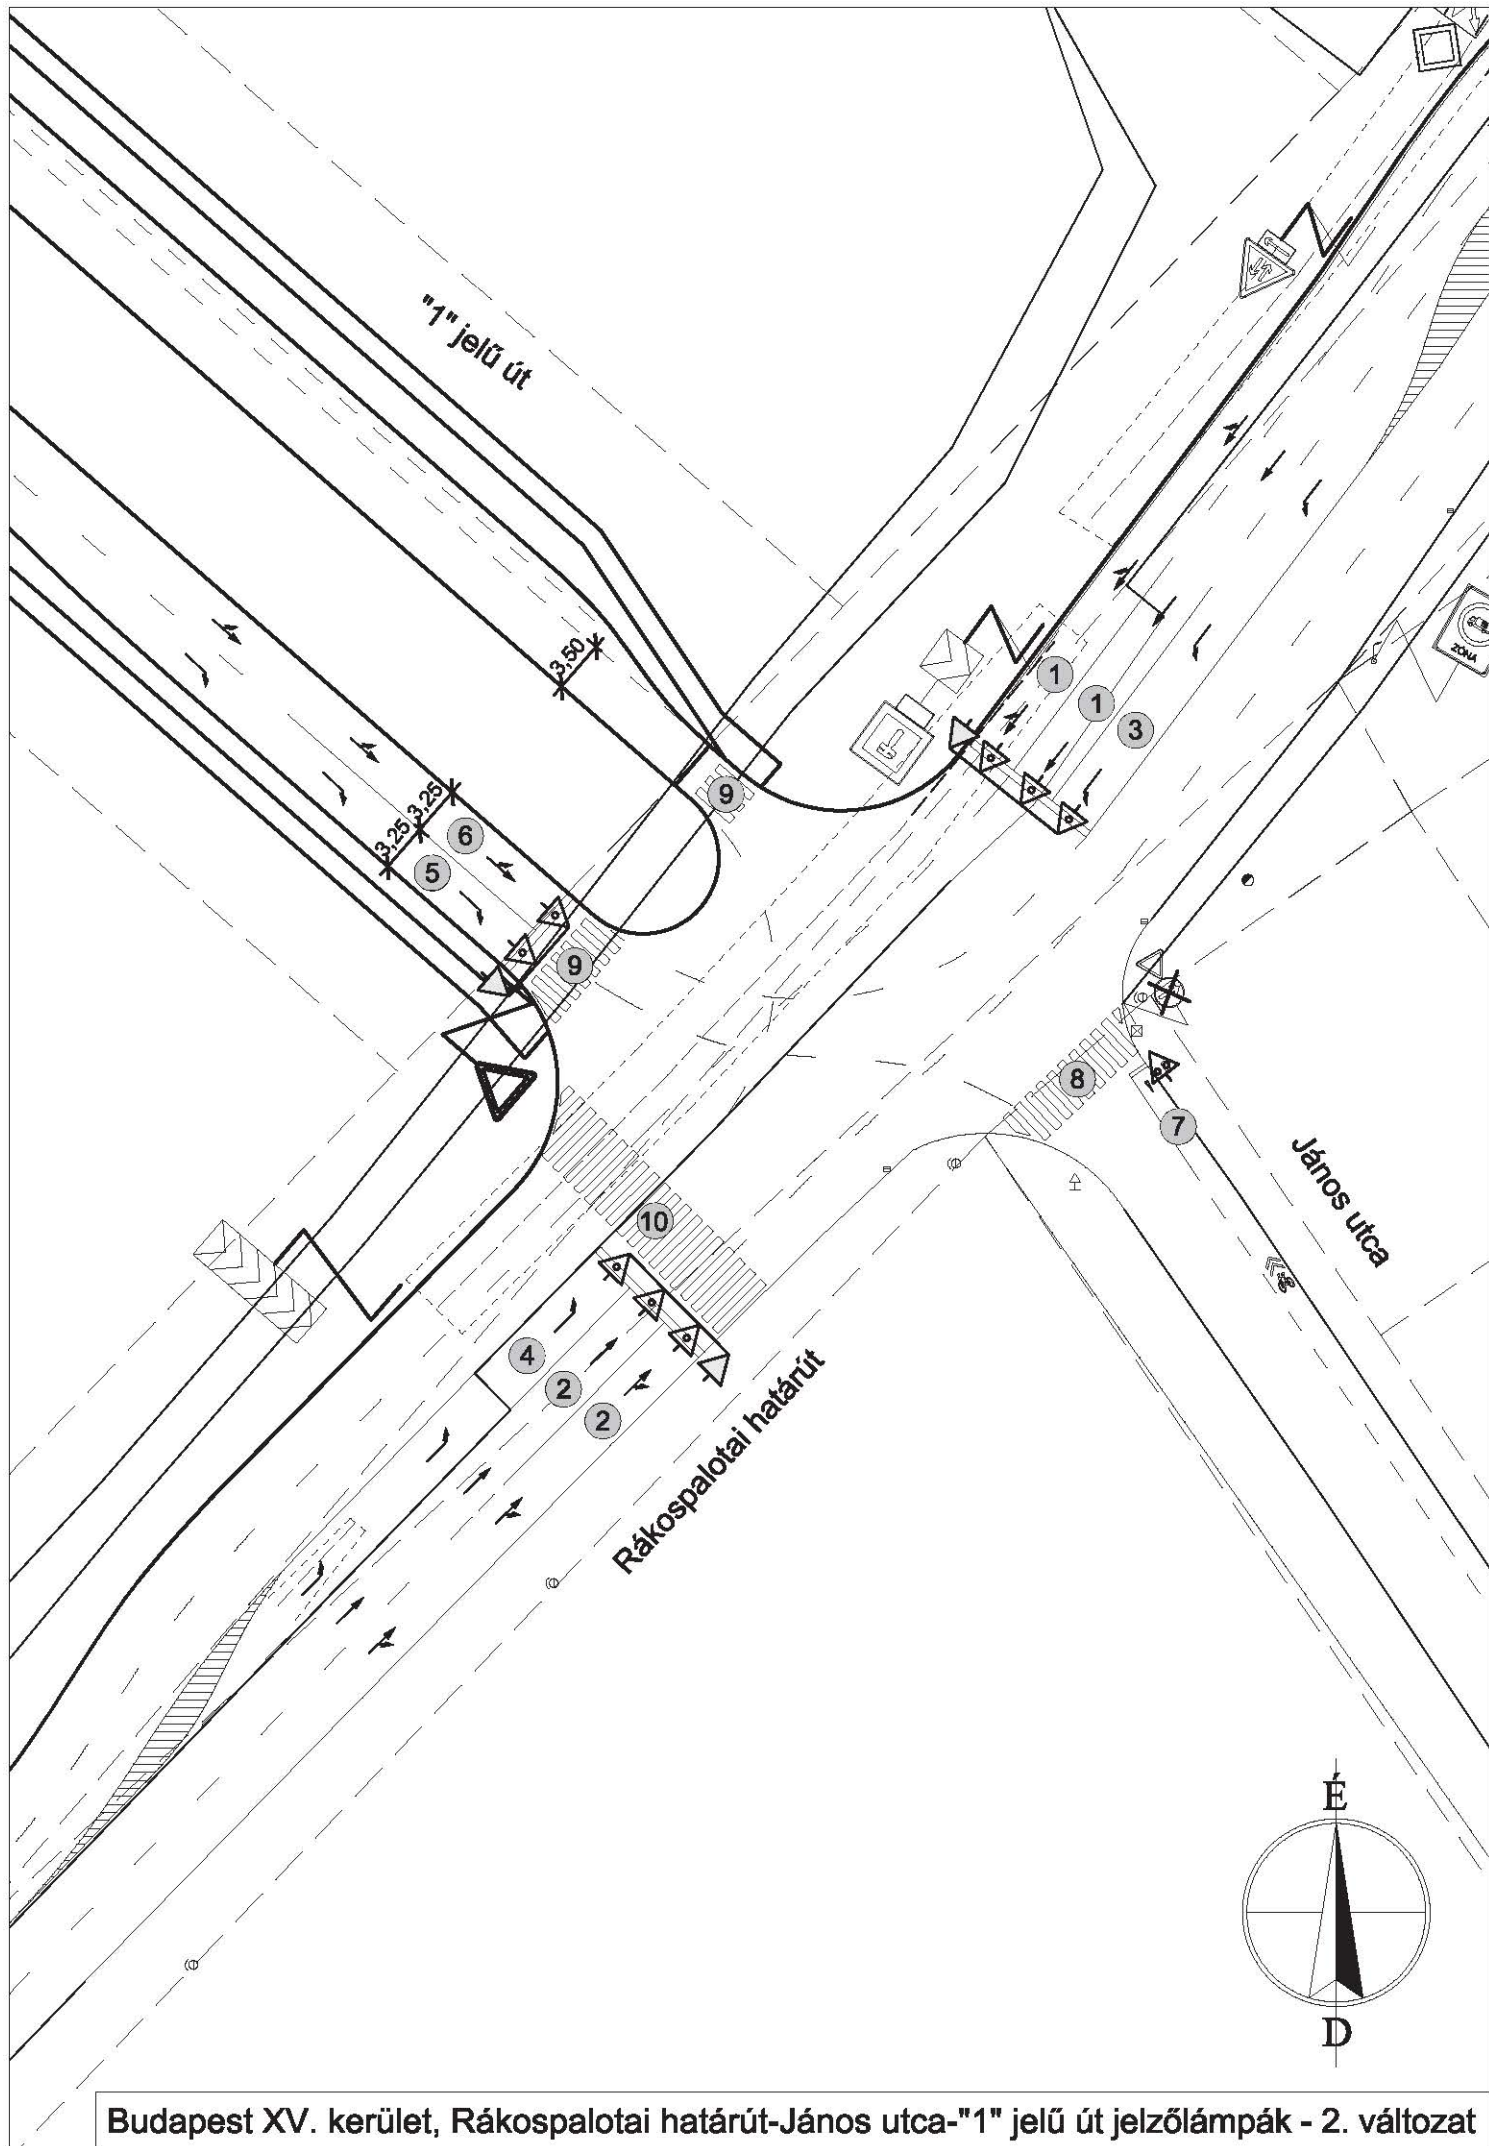 "1" jelű út
3,50
ZÓNA
1
1
3
9
3,25
3,25
6
5
9
8
7
János utca
10
4
2
2
Rákospalotai határút
É
D
Budapest XV. kerület, Rákospalotai határút-János utca-"1" jelű út jelzőlámpák - 2. változat